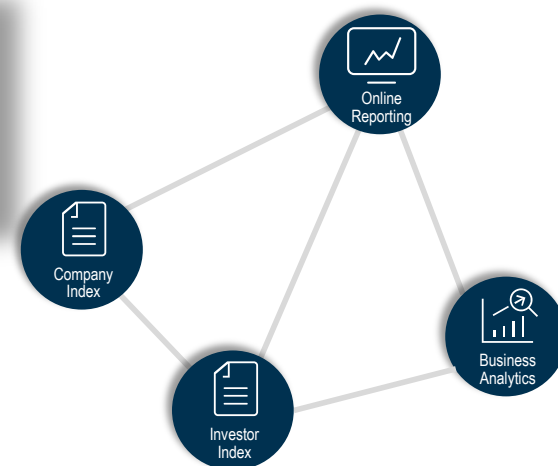 Online
Reporting
Company
Index
Business
Analytics
Investor
Index